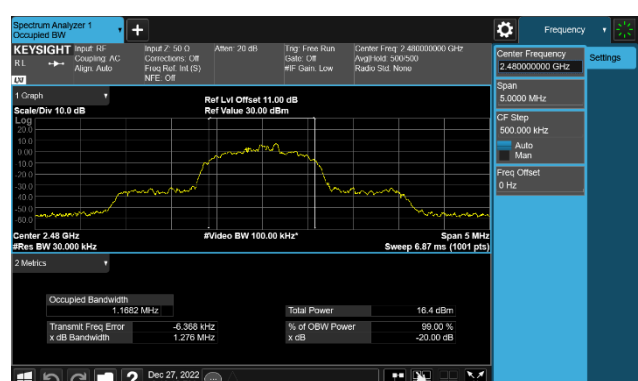 Spectrum Analyzer 1
Occupied BW
Frequency
KEYSIGHT
Input: RF
Coupling: AC
Align: Auto
Input Z: 50 Ω
Corrections: Off
Freq Ref: Int (S)
NFE: Off
Atten: 20 dB
Trig: Free Run
Gate: Off
#IF Gain: Low
Center Freq: 2.480000000 GHz
Avg|Hold: 500/500
Radio Std: None
R L
LXI
Center Frequency
2.480000000 GHz
Settings
Span
5.0000 MHz
CF Step
500.000 kHz
Auto
Man
Freq Offset
0 Hz
1 Graph
Scale/Div 10.0 dB
Ref Lvl Offset 11.00 dB
Ref Value 30.00 dBm
Log
20.0
10.0
0.00
-10.0
-20.0
-30.0
-40.0
-50.0
-60.0
Center 2.48 GHz
#Res BW 30.000 kHz
#Video BW 100.00 kHz*
Span 5 MHz
Sweep 6.87 ms (1001 pts)
2 Metrics
Occupied Bandwidth
1.1682 MHz
Total Power 16.4 dBm
Transmit Freq Error -6.368 kHz
% of OBW Power 99.00 %
x dB Bandwidth 1.276 MHz
x dB -20.00 dB
Dec 27, 2022